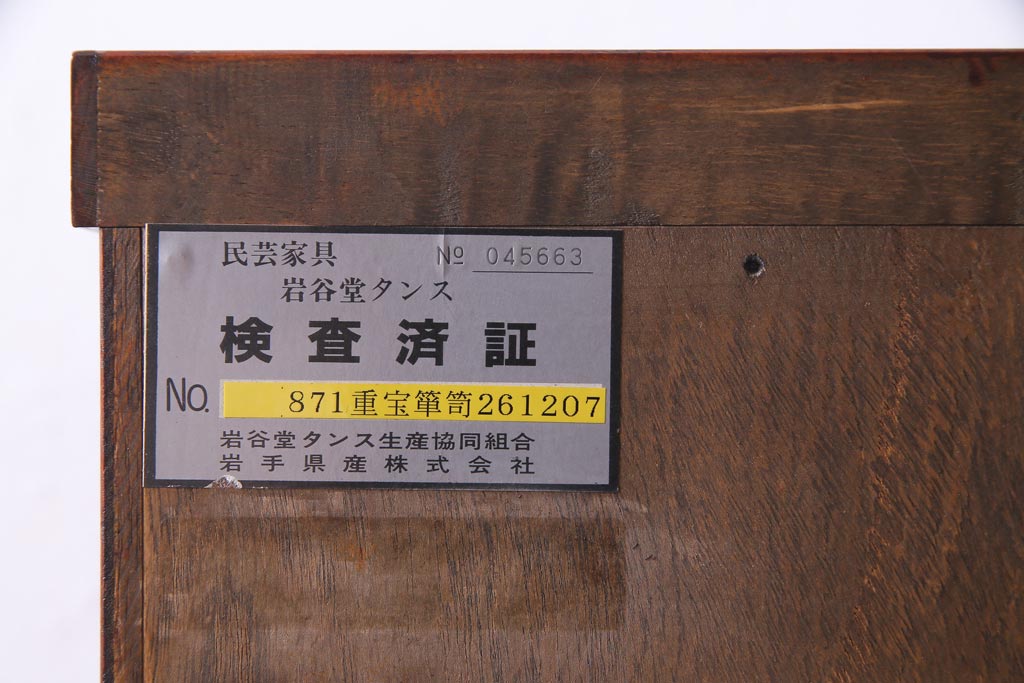 民芸家具 № 045663
岩谷堂タンス
検査済証
No. 871重宝箪笥261207
岩谷堂タンス生産協同組合
岩手県産株式会社